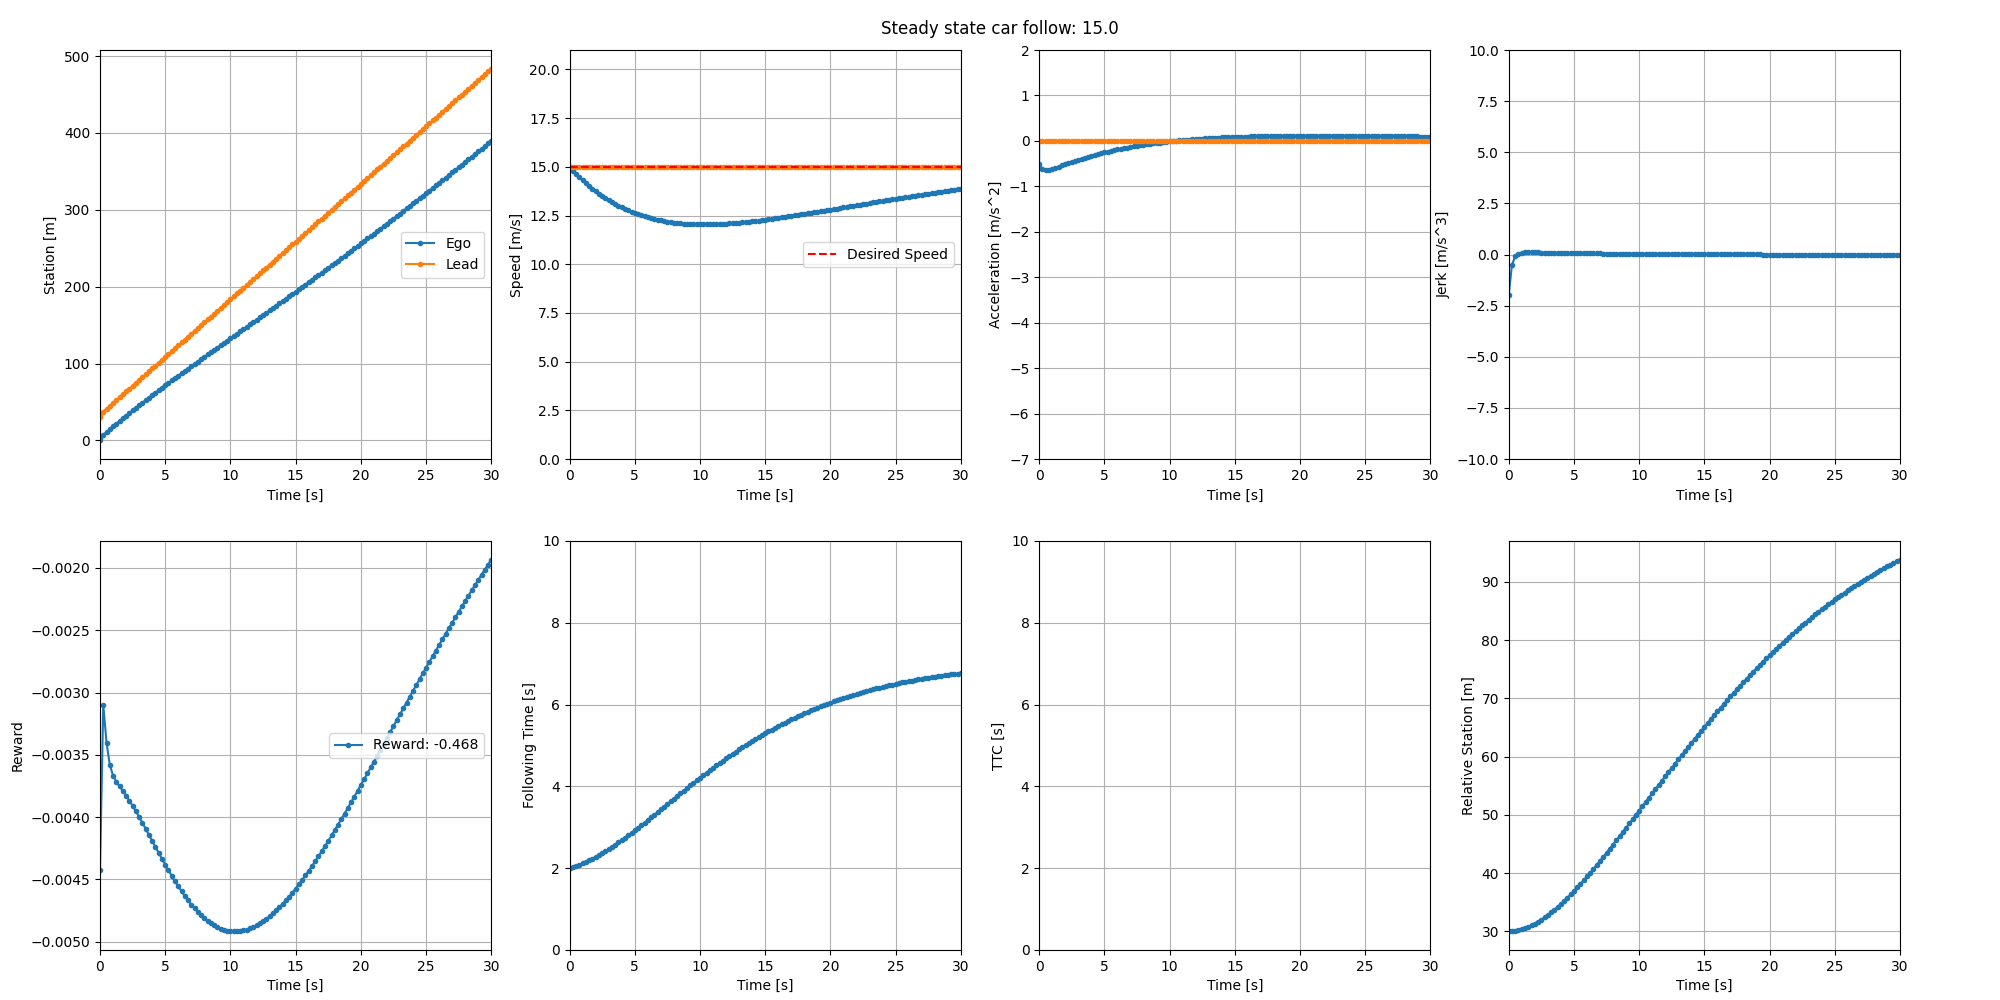 Steady state car follow: 15.0
500
400
300
200
100
0
Station [m]
Ego
Lead
0 5 10 15 20 25 30
Time [s]
20.0
17.5
15.0
12.5
10.0
7.5
5.0
2.5
0.0
Speed [m/s]
Desired Speed
0 5 10 15 20 25 30
Time [s]
2
1
0
−1
−2
−3
−4
−5
−6
−7
Acceleration [m/s^2]
0 5 10 15 20 25 30
Time [s]
10.0
7.5
5.0
2.5
0.0
−2.5
−5.0
−7.5
−10.0
Jerk [m/s^3]
0 5 10 15 20 25 30
Time [s]
−0.0020
−0.0025
−0.0030
−0.0035
−0.0040
−0.0045
−0.0050
Reward
Reward: -0.468
0 5 10 15 20 25 30
Time [s]
10
8
6
4
2
0
Following Time [s]
0 5 10 15 20 25 30
Time [s]
10
8
6
4
2
0
TTC [s]
0 5 10 15 20 25 30
Time [s]
90
80
70
60
50
40
30
Relative Station [m]
0 5 10 15 20 25 30
Time [s]